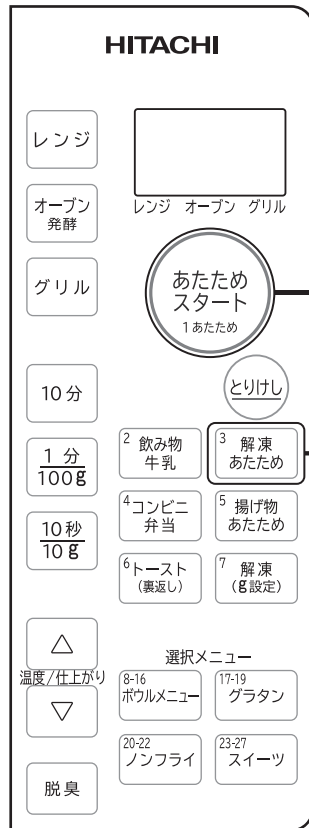 HITACHI
レンジ
オーブン
発酵
グリル
レンジ オーブン グリル
あたため
スタート
1あたため
とりけし
10分
1分
100g
10秒
10g
2 飲み物
牛乳
3 解凍
あたため
4 コンビニ
弁当
5 揚げ物
あたため
6 トースト
(裏返し)
7 解凍
(g設定)
△
温度/仕上がり
▽
脱臭
選択メニュー
8-16
ボウルメニュー
17-19
グラタン
20-22
ノンフライ
23-27
スイーツ